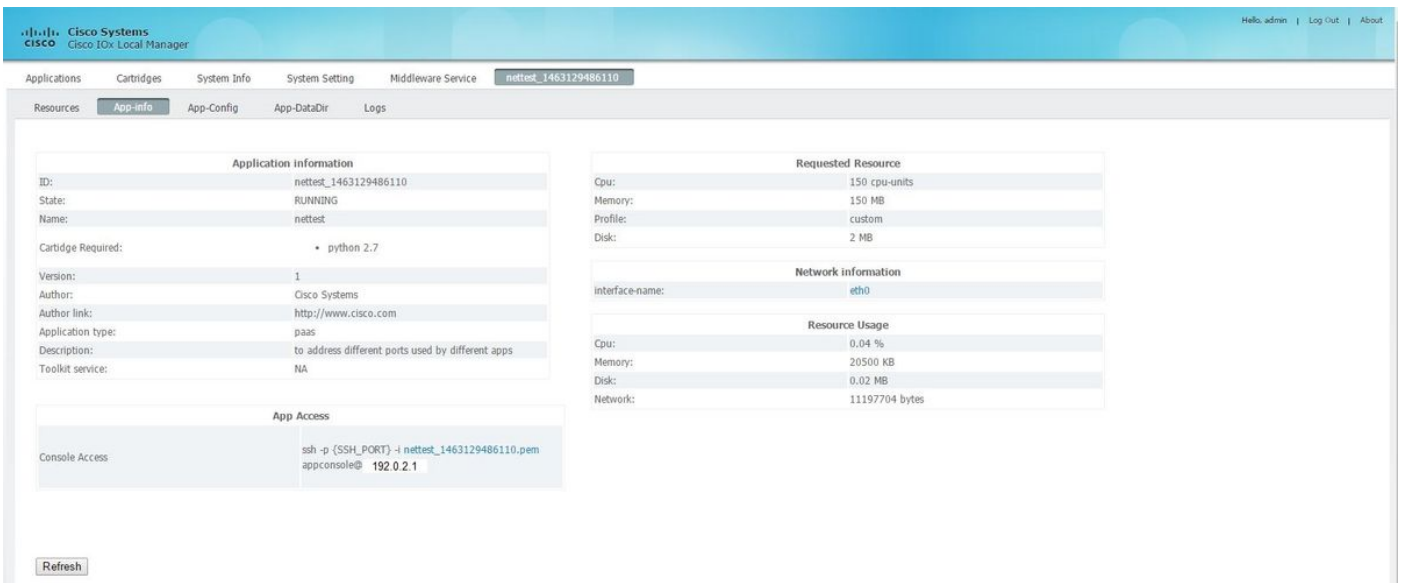 Hello, admin | Log Out | About
Cisco Systems
CISCO Cisco IOx Local Manager
Applications Cartridges System Info System Setting Middleware Service nettest_1463129486110
Resources App-info App-Config App-DataDir Logs
Application information
ID: nettest_1463129486110
State: RUNNING
Name: nettest
Cartidge Required: • python 2.7
Version: 1
Author: Cisco Systems
Author link: http://www.cisco.com
Application type: paas
Description: to address different ports used by different apps
Toolkit service: NA
App Access
Console Access ssh -p {SSH_PORT} -i nettest_1463129486110.pem
appconsole@ 192.0.2.1
Requested Resource
Cpu: 150 cpu-units
Memory: 150 MB
Profile: custom
Disk: 2 MB
Network information
interface-name: eth0
Resource Usage
Cpu: 0.04 %
Memory: 20500 KB
Disk: 0.02 MB
Network: 11197704 bytes
Refresh